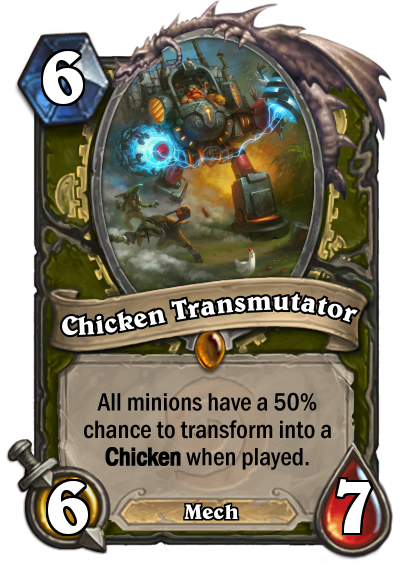 6
Chicken Transmutator
All minions have a 50%
chance to transform into a
Chicken when played.
6
Mech
7